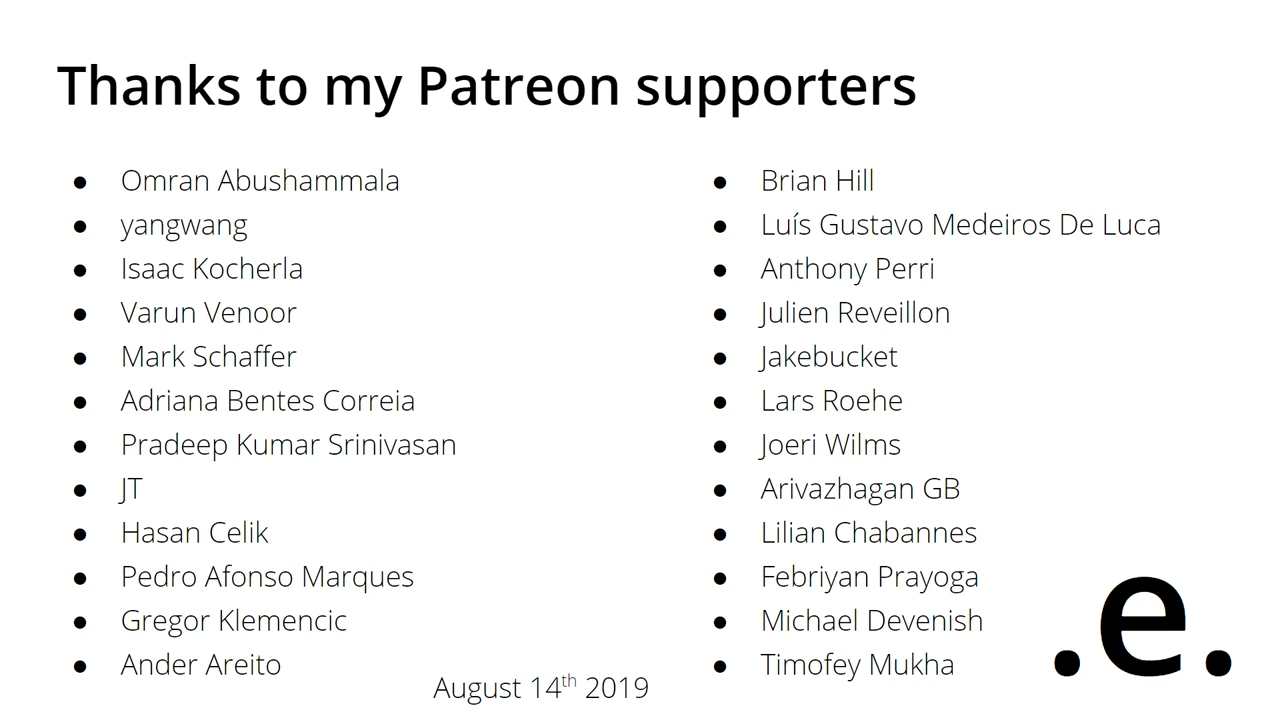 Thanks to my Patreon supporters
● Omran Abushammala
● yangwang
● Isaac Kocherla
● Varun Venoor
● Mark Schaffer
● Adriana Bentes Correia
● Pradeep Kumar Srinivasan
● JT
● Hasan Celik
● Pedro Afonso Marques
● Gregor Klemencic
● Ander Areito
● Brian Hill
● Luís Gustavo Medeiros De Luca
● Anthony Perri
● Julien Reveillon
● Jakebucket
● Lars Roehe
● Joeri Wilms
● Arivazhagan GB
● Lilian Chabannes
● Febriyan Prayoga
● Michael Devenish
● Timofey Mukha
August 14th 2019
.e.